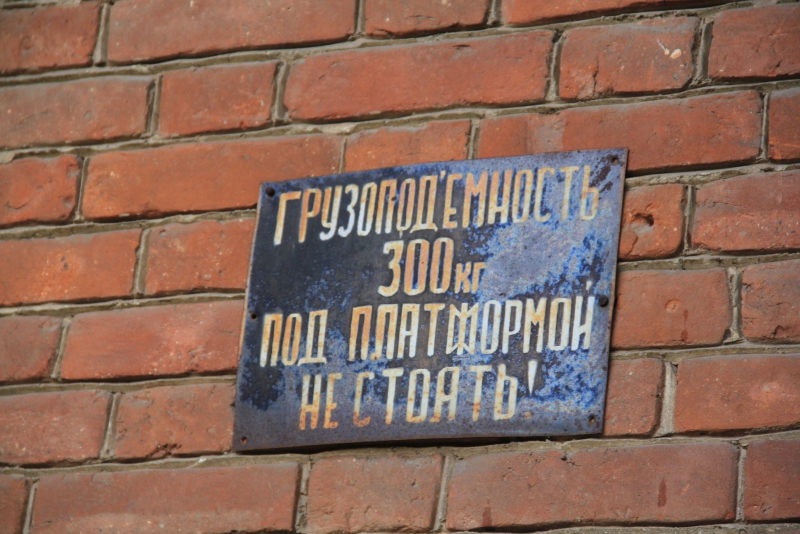 ГРУЗОПОД'ЕМНОСТЬ
300кг
ПОД ПЛАТФОРМОЙ
НЕ СТОЯТЬ!